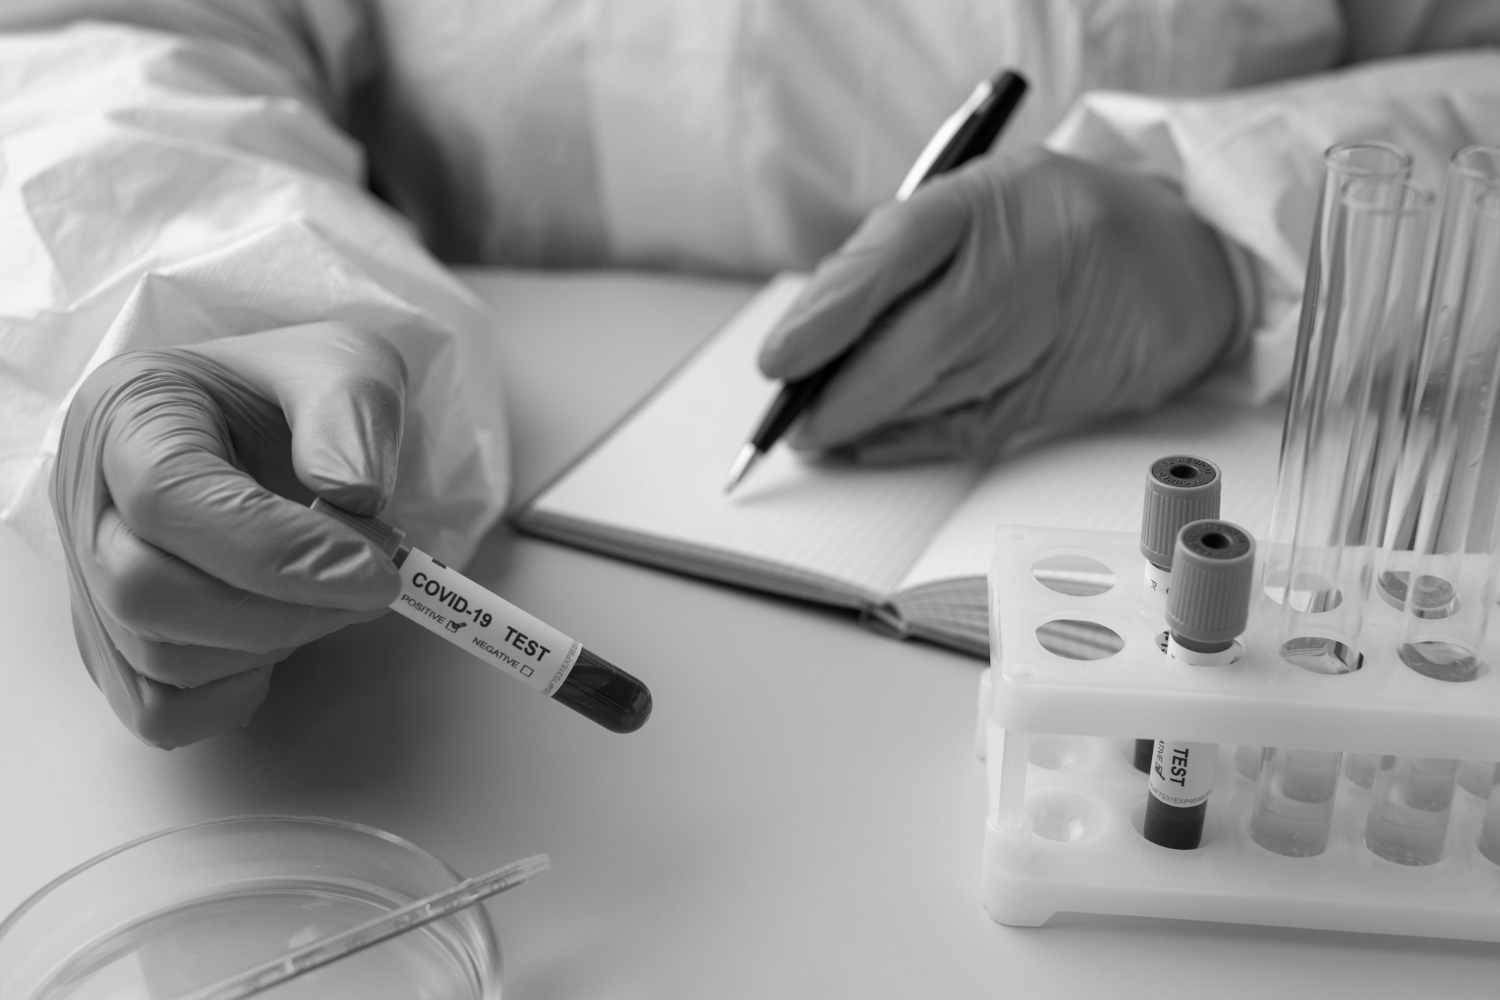 COVID-19 TEST
POSITIVE ☑ NEGATIVE ☐
TEST